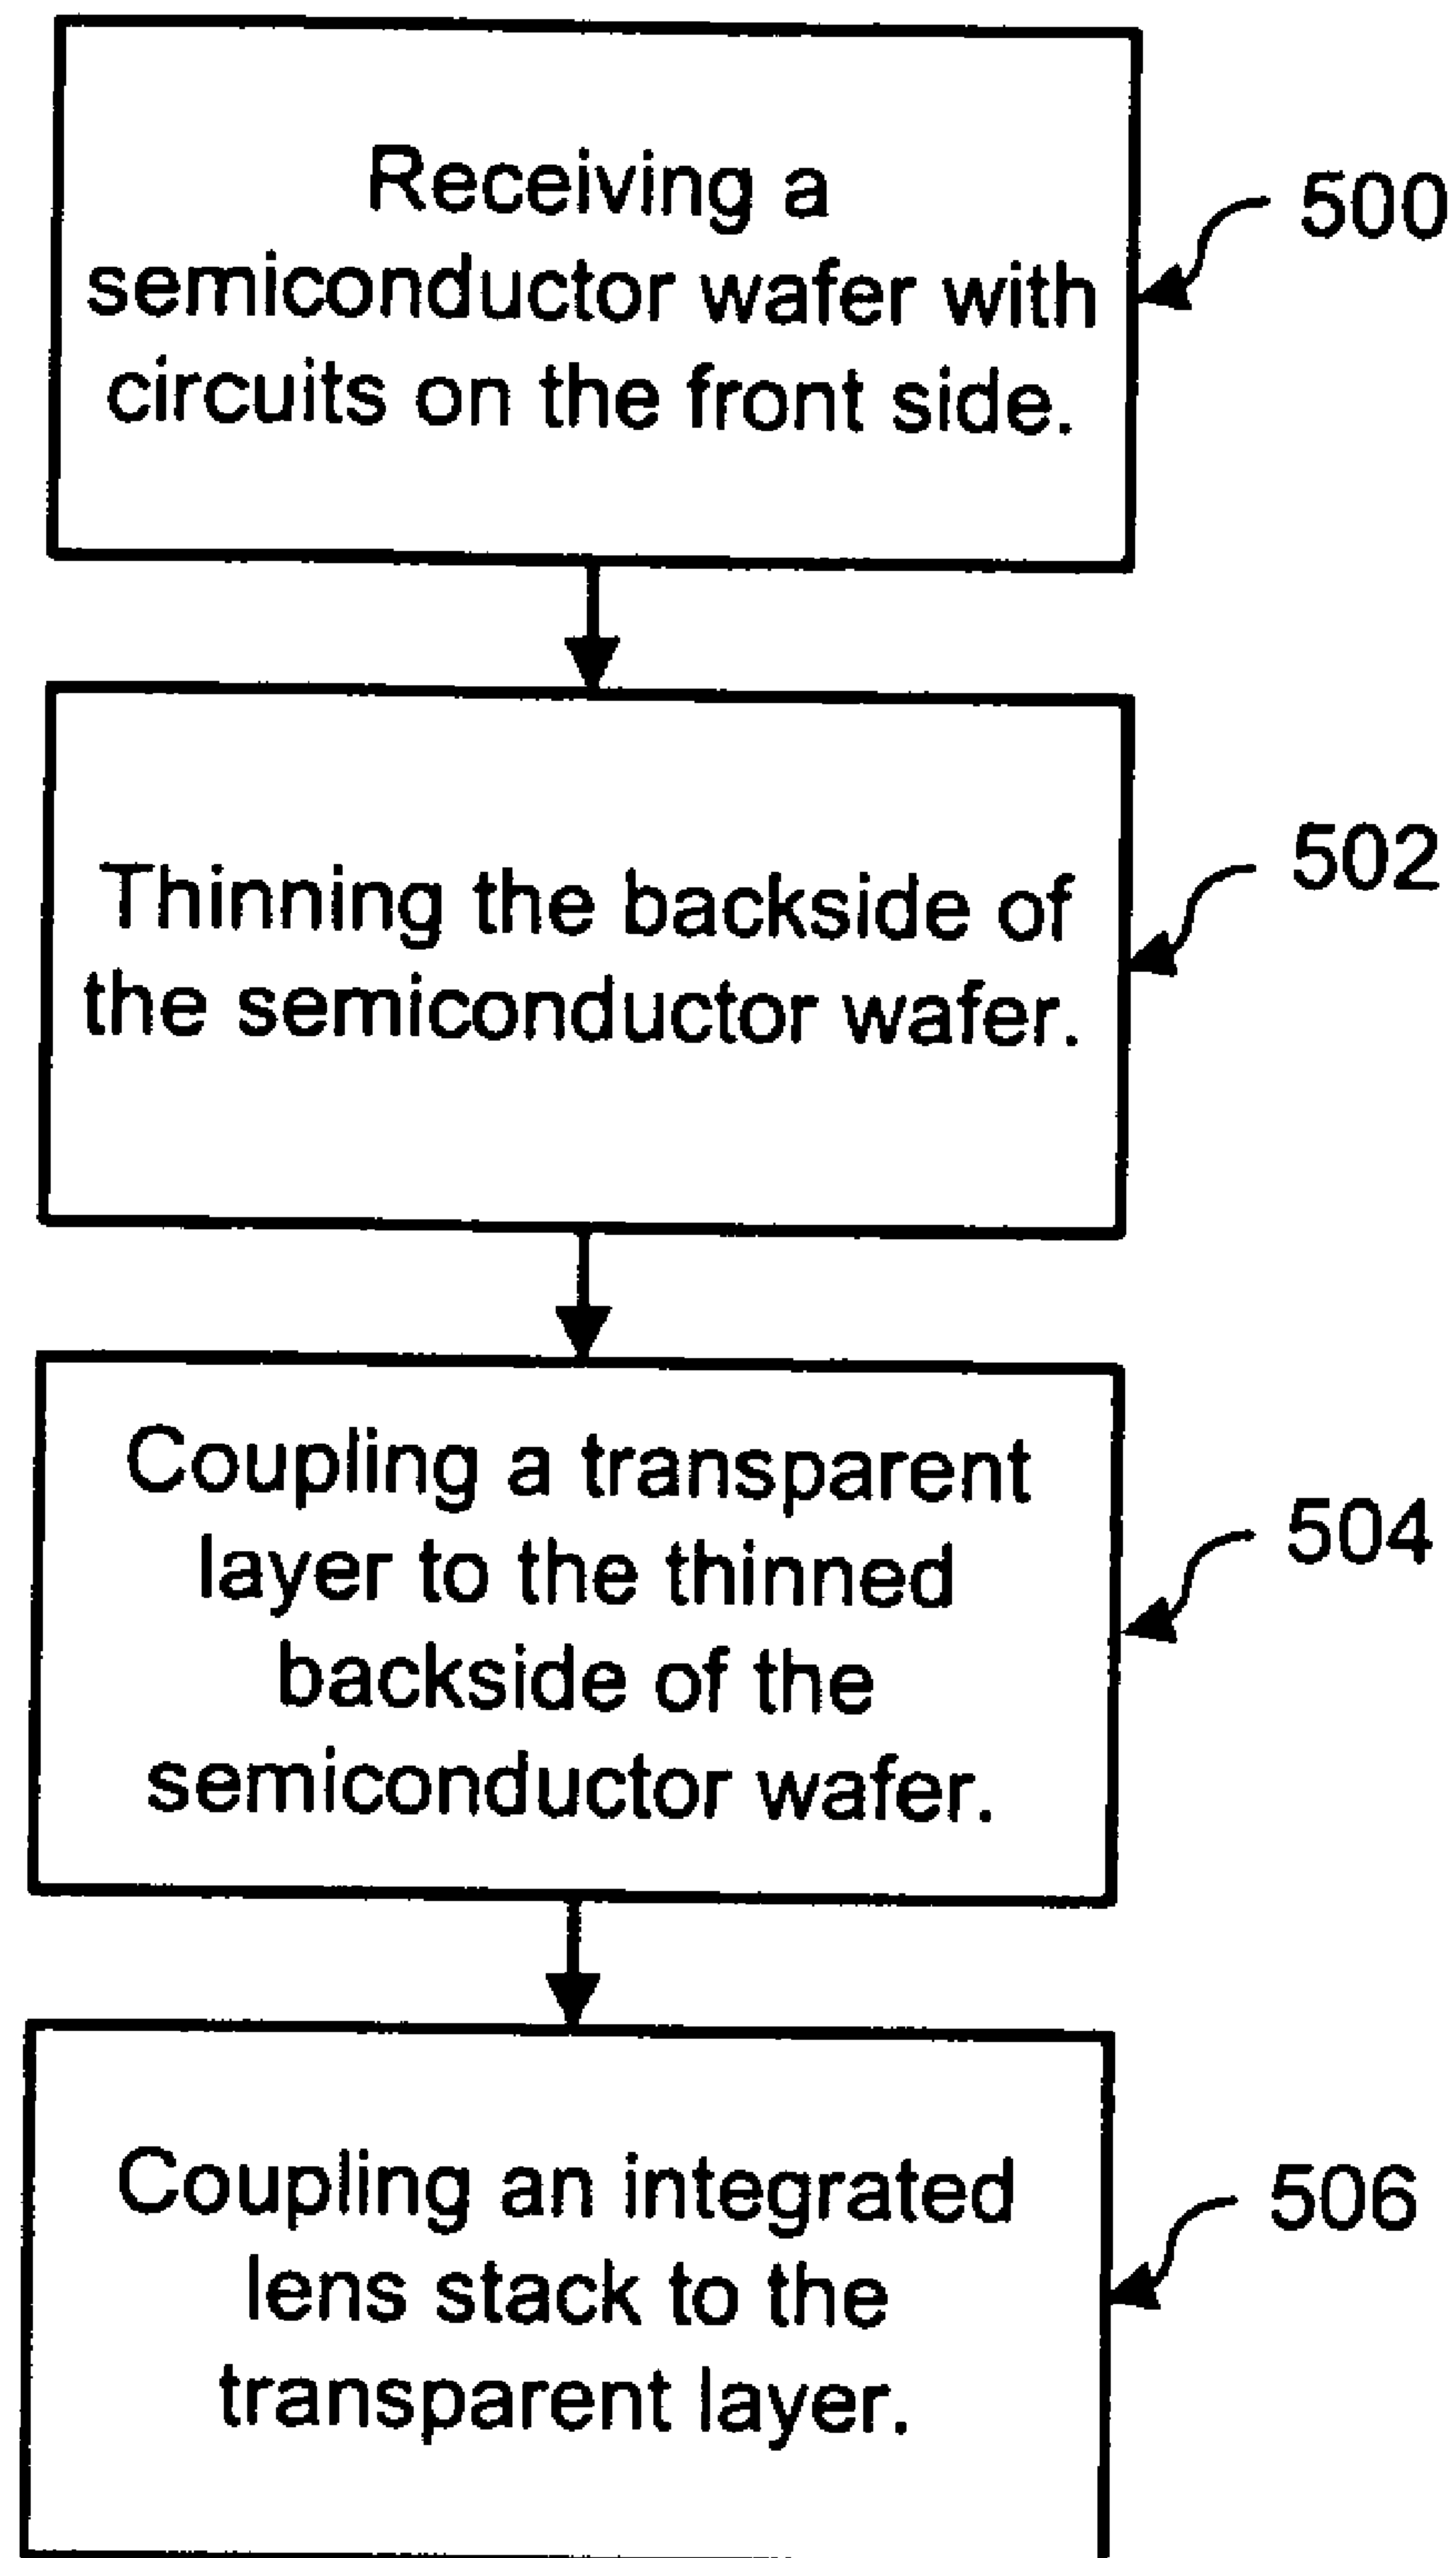 Receiving a
semiconductor wafer with
circuits on the front side.
500
Thinning the backside of
the semiconductor wafer.
502
Coupling a transparent
layer to the thinned
backside of the
semiconductor wafer.
504
Coupling an integrated
lens stack to the
transparent layer.
506